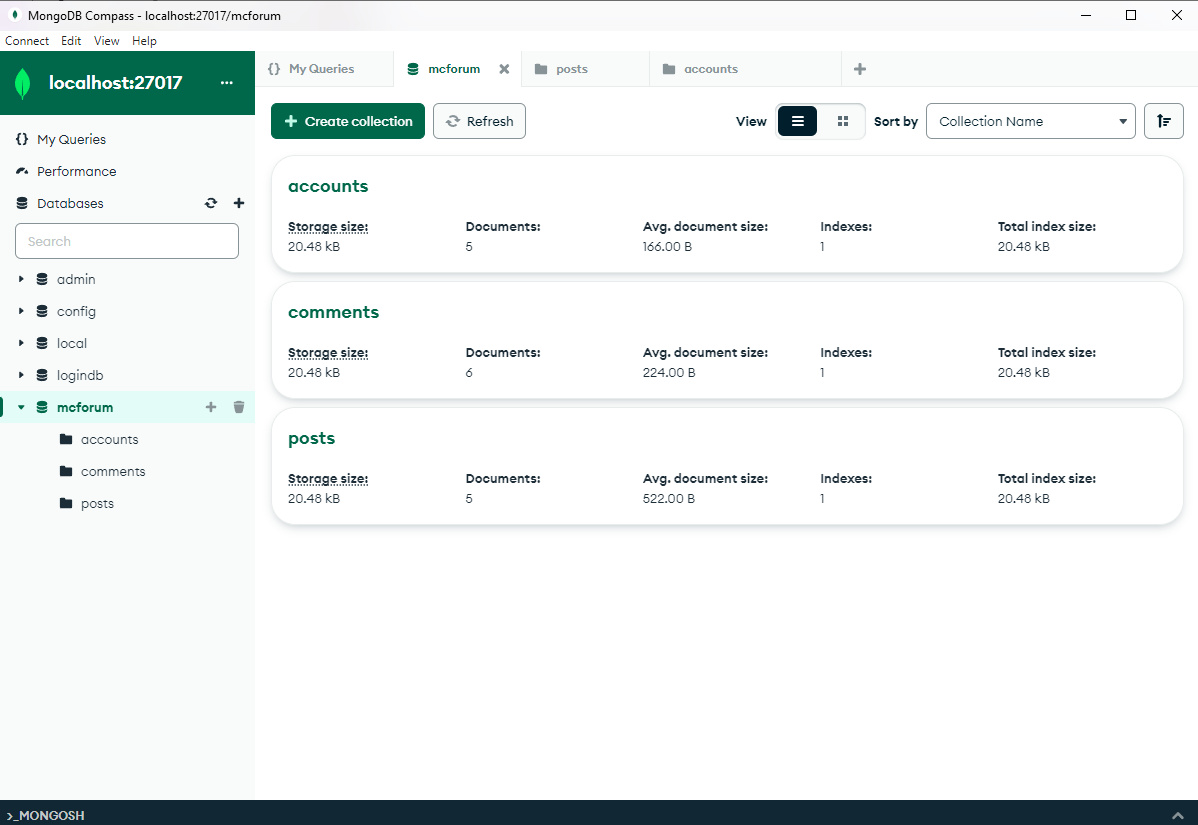 MongoDB Compass - localhost:27017/mcforum
Connect Edit View Help
localhost:27017 ...
{} My Queries
Performance
Databases
Search
admin
config
local
logindb
mcforum
accounts
comments
posts
{} My Queries mcforum posts accounts
Create collection Refresh View Sort by Collection Name
accounts
Storage size: Documents: Avg. document size: Indexes: Total index size:
20.48 kB 5 166.00 B 1 20.48 kB
comments
Storage size: Documents: Avg. document size: Indexes: Total index size:
20.48 kB 6 224.00 B 1 20.48 kB
posts
Storage size: Documents: Avg. document size: Indexes: Total index size:
20.48 kB 5 522.00 B 1 20.48 kB
>_MONGOSH